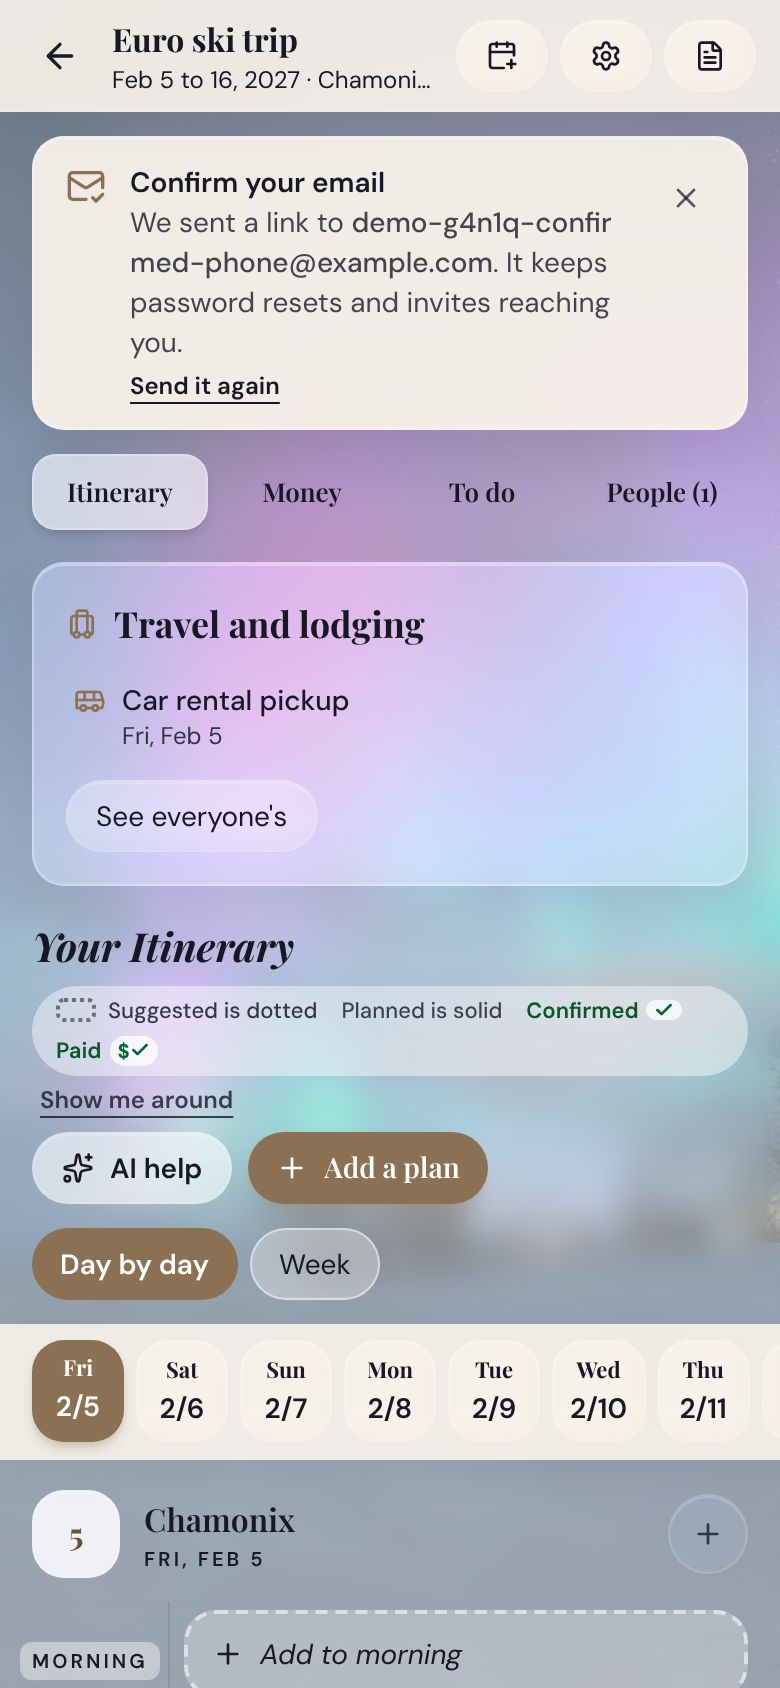 Euro ski trip
Feb 5 to 16, 2027 · Chamoni...
Confirm your email
We sent a link to demo-g4n1q-confir
med-phone@example.com. It keeps
password resets and invites reaching
you.
Send it again
Itinerary Money To do People (1)
Travel and lodging
Car rental pickup
Fri, Feb 5
See everyone's
Your Itinerary
Suggested is dotted Planned is solid Confirmed
Paid $
Show me around
AI help Add a plan
Day by day Week
Fri Sat Sun Mon Tue Wed Thu
2/5 2/6 2/7 2/8 2/9 2/10 2/11
5 Chamonix
FRI, FEB 5
MORNING Add to morning